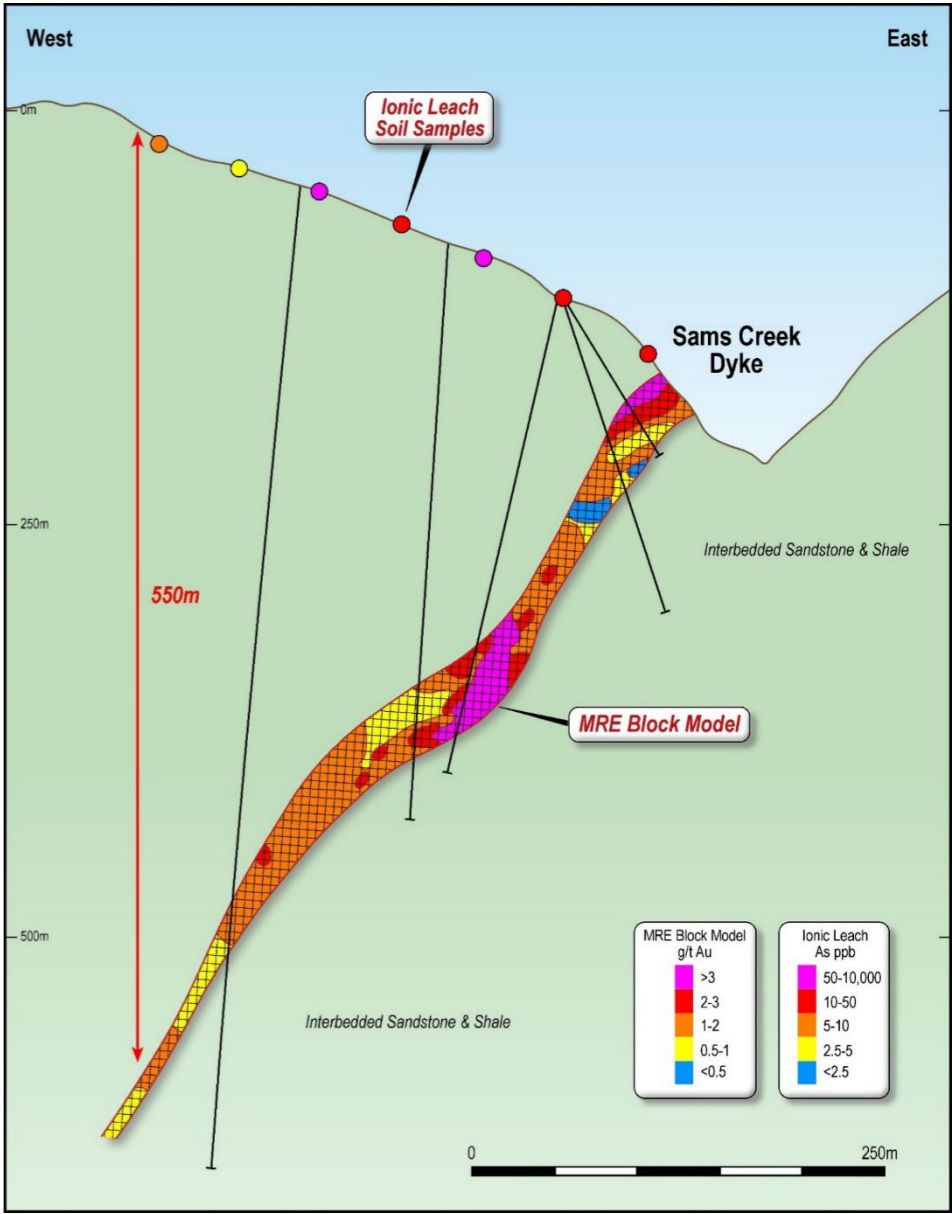 West
East
0m
Ionic Leach
Soil Samples
Sams Creek
Dyke
250m
Interbedded Sandstone & Shale
550m
MRE Block Model
500m
Interbedded Sandstone & Shale
MRE Block Model
g/t Au
>3
2-3
1-2
0.5-1
<0.5
Ionic Leach
As ppb
50-10,000
10-50
5-10
2.5-5
<2.5
0
250m